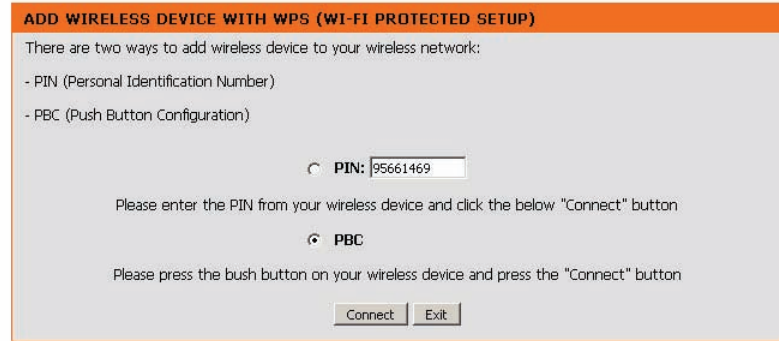 ADD WIRELESS DEVICE WITH WPS (WI-FI PROTECTED SETUP)
There are two ways to add wireless device to your wireless network:
- PIN (Personal Identification Number)
- PBC (Push Button Configuration)
PIN: 95661469
Please enter the PIN from your wireless device and click the below "Connect" button
PBC
Please press the bush button on your wireless device and press the "Connect" button
Connect Exit